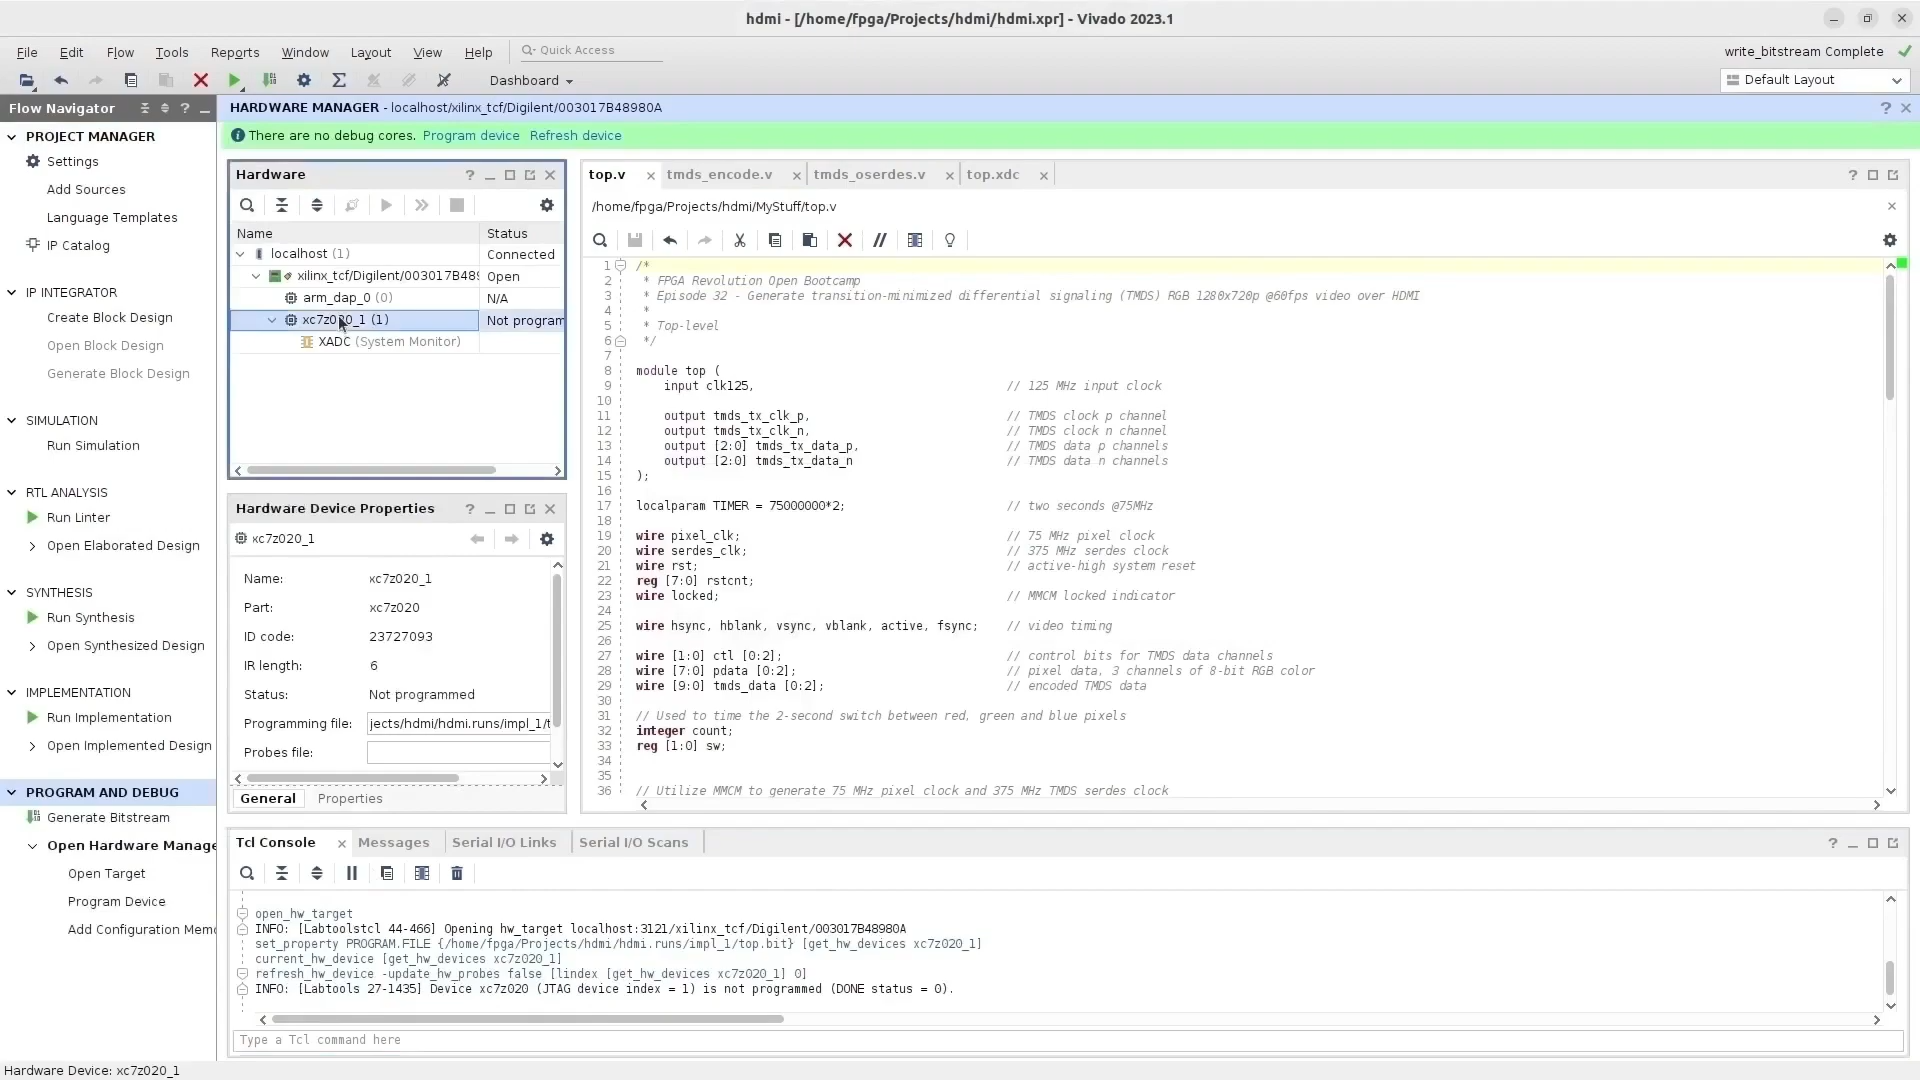 hdmi - [/home/fpga/Projects/hdmi/hdmi.xpr] - Vivado 2023.1
File Edit Flow Tools Reports Window Layout View Help Quick Access
write_bitstream Complete
Dashboard
Default Layout
Flow Navigator
PROJECT MANAGER
Settings
Add Sources
Language Templates
IP Catalog
IP INTEGRATOR
Create Block Design
Open Block Design
Generate Block Design
SIMULATION
Run Simulation
RTL ANALYSIS
Run Linter
Open Elaborated Design
SYNTHESIS
Run Synthesis
Open Synthesized Design
IMPLEMENTATION
Run Implementation
Open Implemented Design
PROGRAM AND DEBUG
Generate Bitstream
Open Hardware Manage
Open Target
Program Device
Add Configuration Memo
HARDWARE MANAGER - localhost/xilinx_tcf/Digilent/003017B48980A
There are no debug cores. Program device Refresh device
Hardware
Name Status
localhost (1) Connected
xilinx_tcf/Digilent/003017B489 Open
arm_dap_0 (0) N/A
xc7z020_1 (1) Not program
XADC (System Monitor)
Hardware Device Properties
xc7z020_1
Name: xc7z020_1
Part: xc7z020
ID code: 23727093
IR length: 6
Status: Not programmed
Programming file: jects/hdmi/hdmi.runs/impl_1/t
Probes file:
General Properties
top.v tmds_encode.v tmds_oserdes.v top.xdc
/home/fpga/Projects/hdmi/MyStuff/top.v
1 /*
2 * FPGA Revolution Open Bootcamp
3 * Episode 32 - Generate transition-minimized differential signaling (TMDS) RGB 1280x720p @60fps video over HDMI
4 *
5 * Top-level
6 */
7
8 module top (
9 input clk125, // 125 MHz input clock
10
11 output tmds_tx_clk_p, // TMDS clock p channel
12 output tmds_tx_clk_n, // TMDS clock n channel
13 output [2:0] tmds_tx_data_p, // TMDS data p channels
14 output [2:0] tmds_tx_data_n // TMDS data n channels
15 );
16
17 localparam TIMER = 75000000*2; // two seconds @75MHz
18
19 wire pixel_clk; // 75 MHz pixel clock
20 wire serdes_clk; // 375 MHz serdes clock
21 wire rst; // active-high system reset
22 reg [7:0] rstcnt;
23 wire locked; // MMCM locked indicator
24
25 wire hsync, hblank, vsync, vblank, active, fsync; // video timing
26
27 wire [1:0] ctl [0:2]; // control bits for TMDS data channels
28 wire [7:0] pdata [0:2]; // pixel data, 3 channels of 8-bit RGB color
29 wire [9:0] tmds_data [0:2]; // encoded TMDS data
30
31 // Used to time the 2-second switch between red, green and blue pixels
32 integer count;
33 reg [1:0] sw;
34
35
36 // Utilize MMCM to generate 75 MHz pixel clock and 375 MHz TMDS serdes clock
Tcl Console Messages Serial I/O Links Serial I/O Scans
open_hw_target
INFO: [Labtoolstcl 44-466] Opening hw_target localhost:3121/xilinx_tcf/Digilent/003017B48980A
set_property PROGRAM.FILE {/home/fpga/Projects/hdmi/hdmi.runs/impl_1/top.bit} [get_hw_devices xc7z020_1]
current_hw_device [get_hw_devices xc7z020_1]
refresh_hw_device -update_hw_probes false [lindex [get_hw_devices xc7z020_1] 0]
INFO: [Labtools 27-1435] Device xc7z020 (JTAG device index = 1) is not programmed (DONE status = 0).
Type a Tcl command here
Hardware Device: xc7z020_1